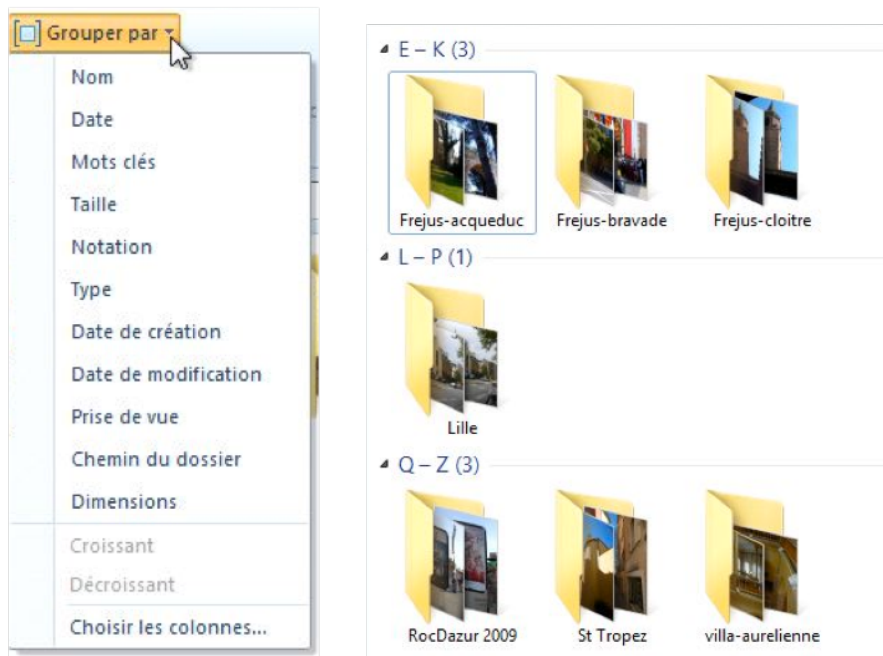 Grouper par
Nom
Date
Mots clés
Taille
Notation
Type
Date de création
Date de modification
Prise de vue
Chemin du dossier
Dimensions
Croissant
Décroissant
Choisir les colonnes...
E – K (3)
Frejus-acqueduc Frejus-bravade Frejus-cloitre
L – P (1)
Lille
Q – Z (3)
RocDazur 2009 St Tropez villa-aurelienne